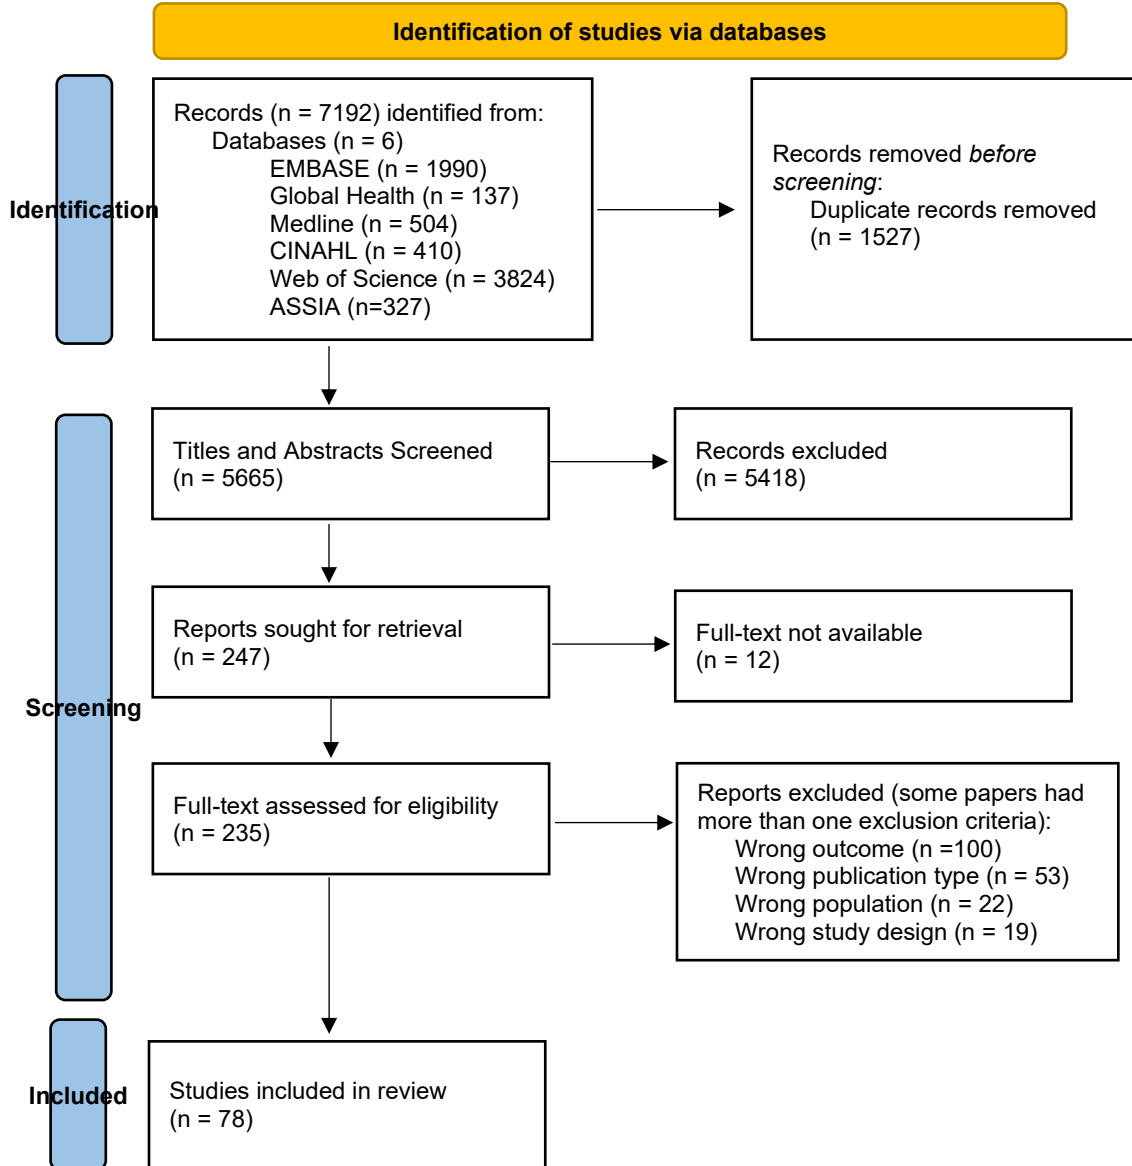 Identification of studies via databases
Identification
Records (n = 7192) identified from:
Databases (n = 6)
EMBASE (n = 1990)
Global Health (n = 137)
Medline (n = 504)
CINAHL (n = 410)
Web of Science (n = 3824)
ASSIA (n=327)
Records removed before
screening:
Duplicate records removed
(n = 1527)
Screening
Titles and Abstracts Screened
(n = 5665)
Records excluded
(n = 5418)
Reports sought for retrieval
(n = 247)
Full-text not available
(n = 12)
Full-text assessed for eligibility
(n = 235)
Reports excluded (some papers had
more than one exclusion criteria):
Wrong outcome (n =100)
Wrong publication type (n = 53)
Wrong population (n = 22)
Wrong study design (n = 19)
Included
Studies included in review
(n = 78)